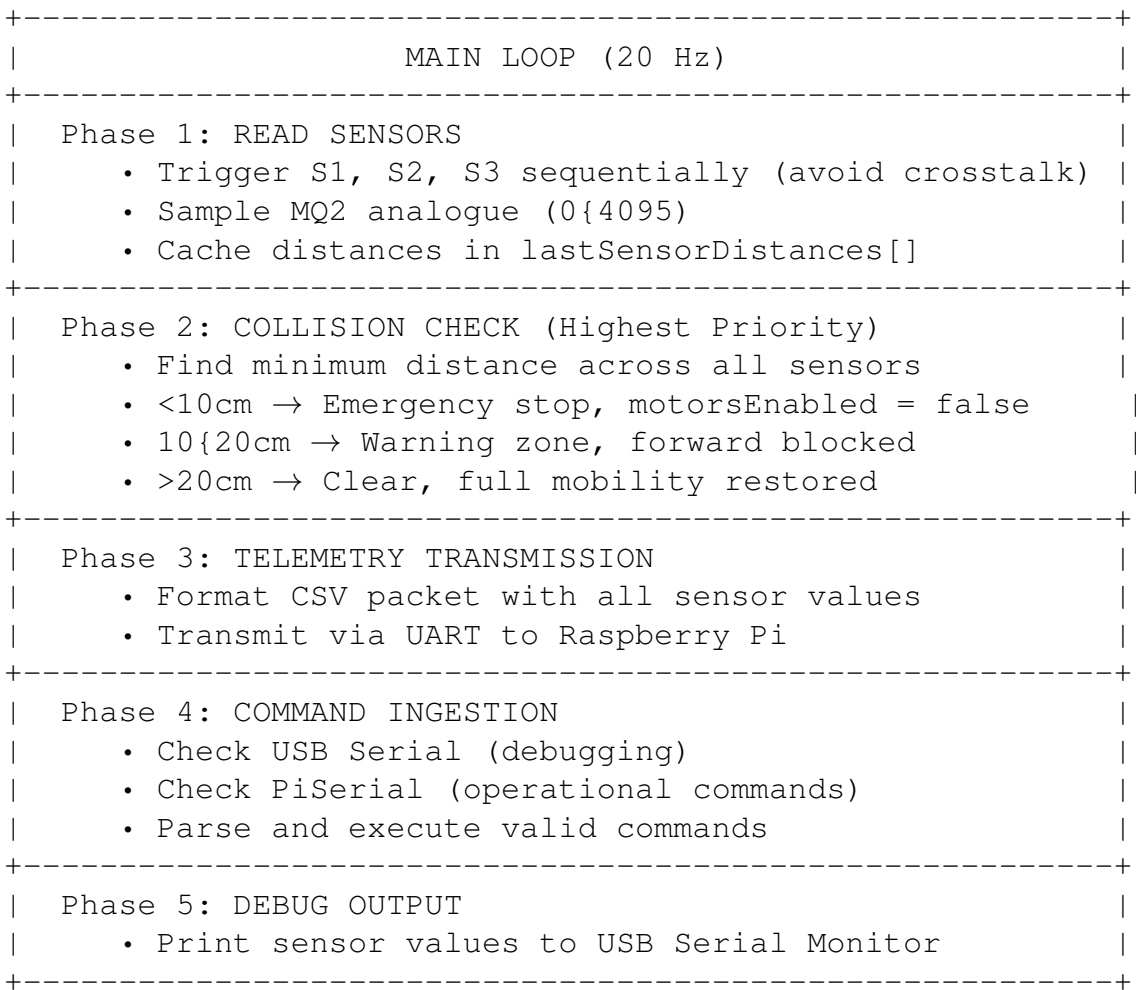 +---------------------------------------------------------+
|                    MAIN LOOP (20 Hz)                    |
+---------------------------------------------------------+
|  Phase 1: READ SENSORS                                  |
|     • Trigger S1, S2, S3 sequentially (avoid crosstalk) |
|     • Sample MQ2 analogue (0{4095)                      |
|     • Cache distances in lastSensorDistances[]          |
+---------------------------------------------------------+
|  Phase 2: COLLISION CHECK (Highest Priority)            |
|     • Find minimum distance across all sensors          |
|     • <10cm → Emergency stop, motorsEnabled = false     |
|     • 10{20cm → Warning zone, forward blocked           |
|     • >20cm → Clear, full mobility restored             |
+---------------------------------------------------------+
|  Phase 3: TELEMETRY TRANSMISSION                        |
|     • Format CSV packet with all sensor values          |
|     • Transmit via UART to Raspberry Pi                 |
+---------------------------------------------------------+
|  Phase 4: COMMAND INGESTION                             |
|     • Check USB Serial (debugging)                      |
|     • Check PiSerial (operational commands)             |
|     • Parse and execute valid commands                  |
+---------------------------------------------------------+
|  Phase 5: DEBUG OUTPUT                                  |
|     • Print sensor values to USB Serial Monitor         |
+---------------------------------------------------------+